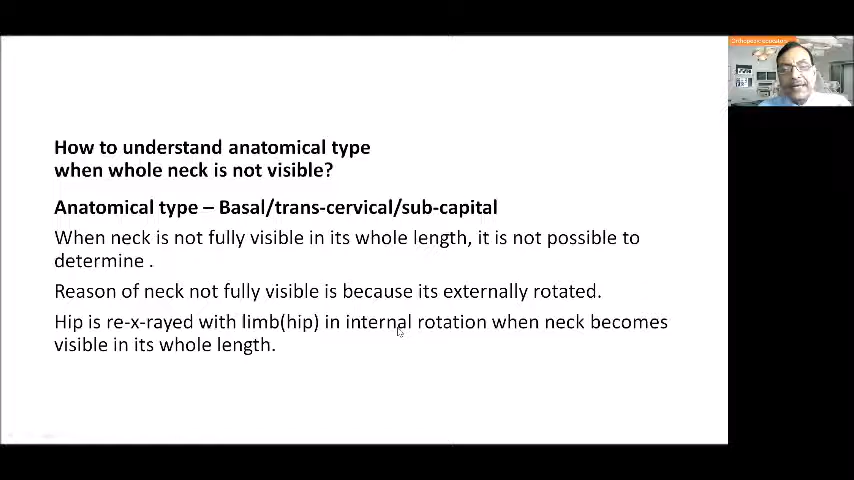 Orthopaedic educators
How to understand anatomical type
when whole neck is not visible?
Anatomical type – Basal/trans-cervical/sub-capital
When neck is not fully visible in its whole length, it is not possible to
determine .
Reason of neck not fully visible is because its externally rotated.
Hip is re-x-rayed with limb(hip) in internal rotation when neck becomes
visible in its whole length.